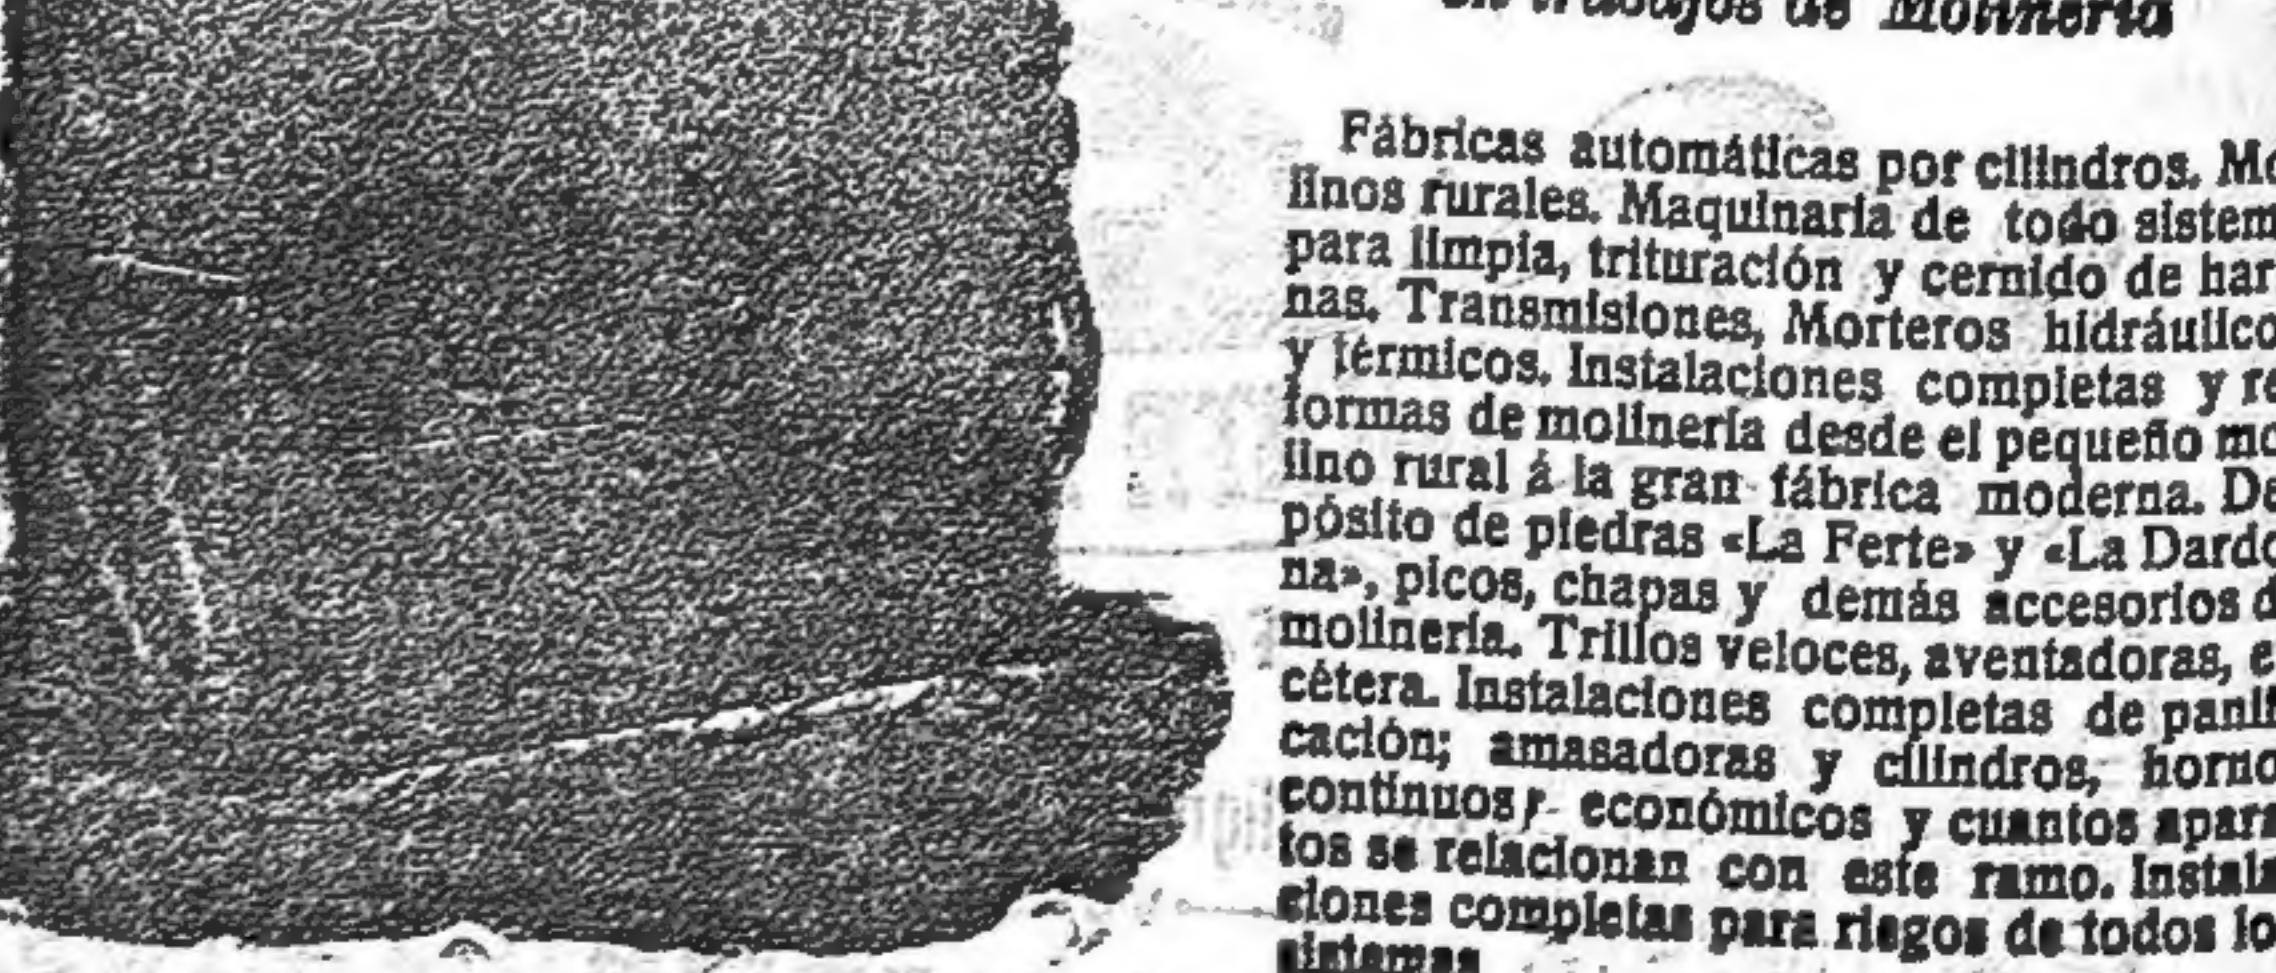 en trabajos de Molinería
Fábricas automáticas por cilindros. Mo
linos rurales. Maquinaria de todo sistem
para limpia, trituración y cernido de hari
nas. Transmisiones, Morteros hidráulico
y térmicos. Instalaciones completas y re
formas de molinería desde el pequeño mo
lino rural á la gran fábrica moderna. De
pósito de piedras «La Ferte» y «La Dardo
na», picos, chapas y demás accesorios d
molinería. Trillos veloces, aventadoras, e
cétera. Instalaciones completas de panifi
cación; amasadoras y cilindros, horno
continuos, económicos y cuantos apara
tos se relacionan con este ramo. Instala
ciones completas para riegos de todos lo
sistemas